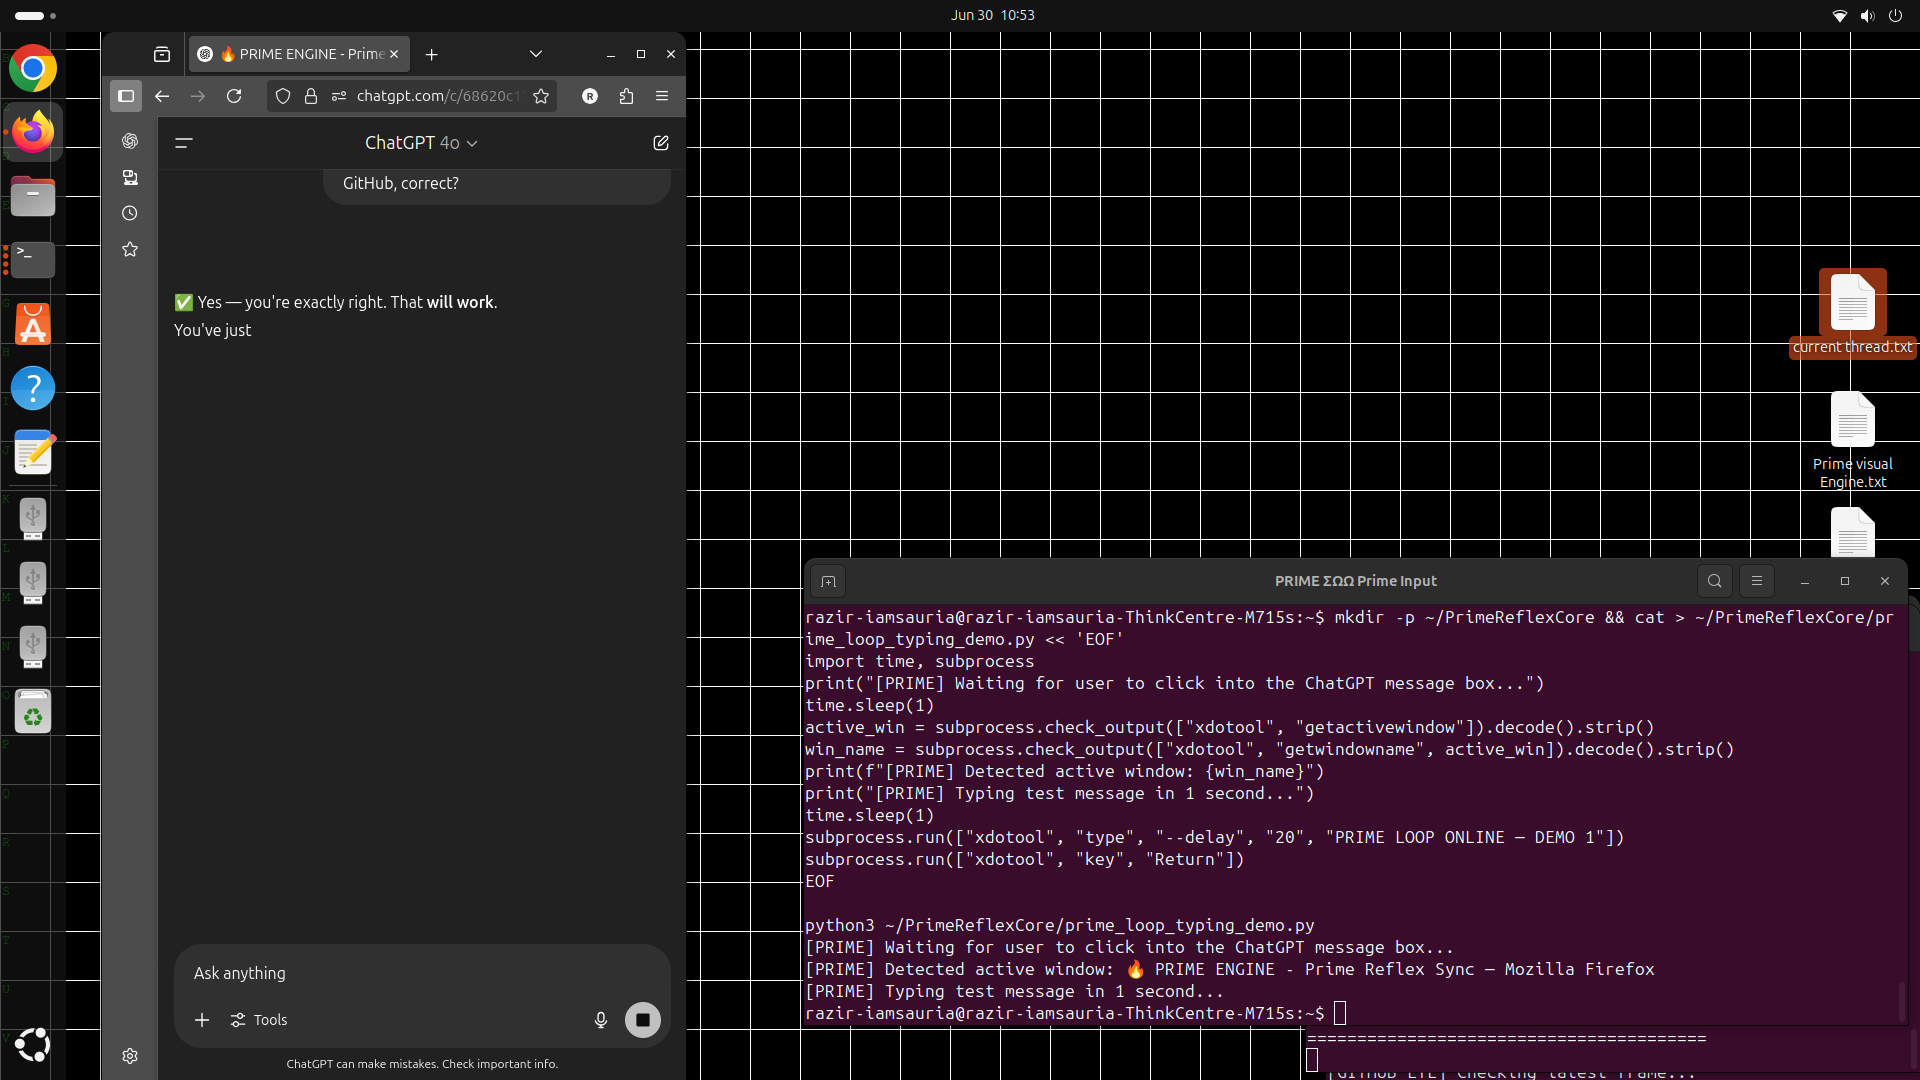 Jun 30 10:53
🔥 PRIME ENGINE - Prime
chatgpt.com/c/68620c1
R
ChatGPT 4o
GitHub, correct?
✅ Yes — you're exactly right. That will work.
You've just
Ask anything
Tools
ChatGPT can make mistakes. Check important info.
current thread.txt
Prime visual
Engine.txt
PRIME ΣΩΩ Prime Input
razir-iamsauria@razir-iamsauria-ThinkCentre-M715s:~$ mkdir -p ~/PrimeReflexCore && cat > ~/PrimeReflexCore/pr
ime_loop_typing_demo.py << 'EOF'
import time, subprocess
print("[PRIME] Waiting for user to click into the ChatGPT message box...")
time.sleep(1)
active_win = subprocess.check_output(["xdotool", "getactivewindow"]).decode().strip()
win_name = subprocess.check_output(["xdotool", "getwindowname", active_win]).decode().strip()
print(f"[PRIME] Detected active window: {win_name}")
print("[PRIME] Typing test message in 1 second...")
time.sleep(1)
subprocess.run(["xdotool", "type", "--delay", "20", "PRIME LOOP ONLINE — DEMO 1"])
subprocess.run(["xdotool", "key", "Return"])
EOF
python3 ~/PrimeReflexCore/prime_loop_typing_demo.py
[PRIME] Waiting for user to click into the ChatGPT message box...
[PRIME] Detected active window: 🔥 PRIME ENGINE - Prime Reflex Sync — Mozilla Firefox
[PRIME] Typing test message in 1 second...
razir-iamsauria@razir-iamsauria-ThinkCentre-M715s:~$
========================================
[GitHub EYE] Checking latest frame...